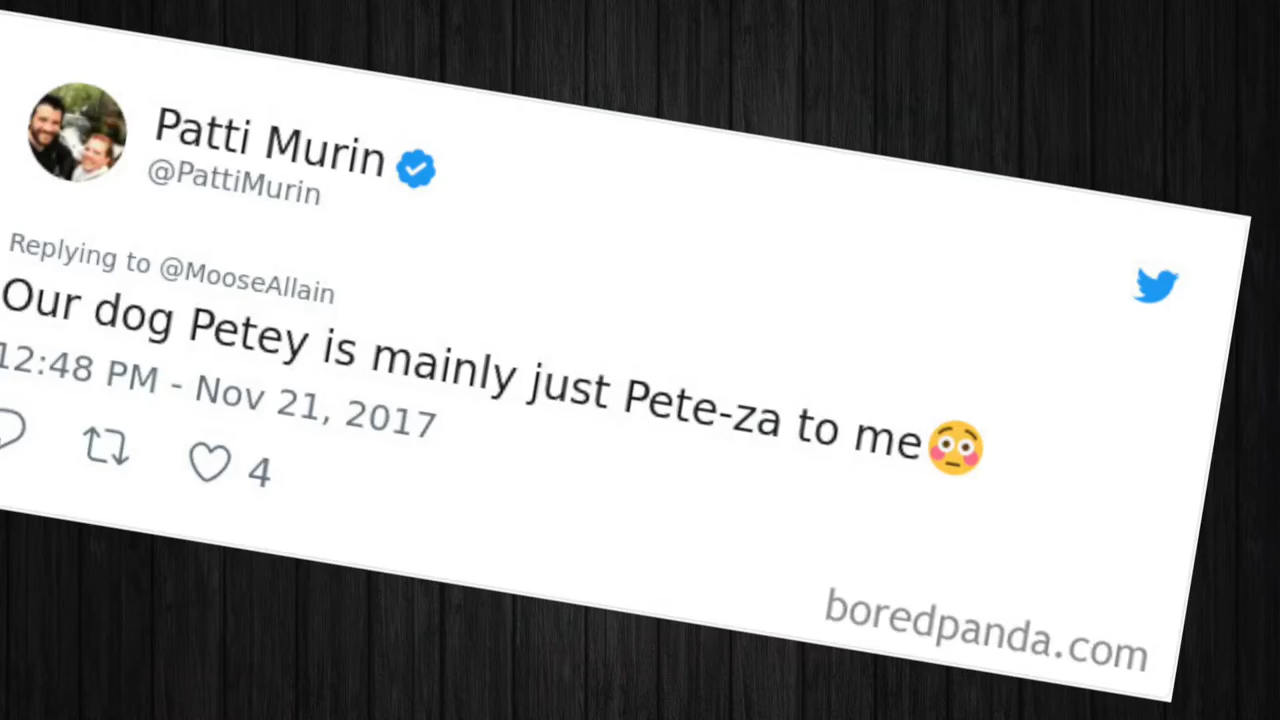 Patti Murin
@PattiMurin
Replying to @MooseAllain
Our dog Petey is mainly just Pete-za to me😳
12:48 PM - Nov 21, 2017
4
boredpanda.com